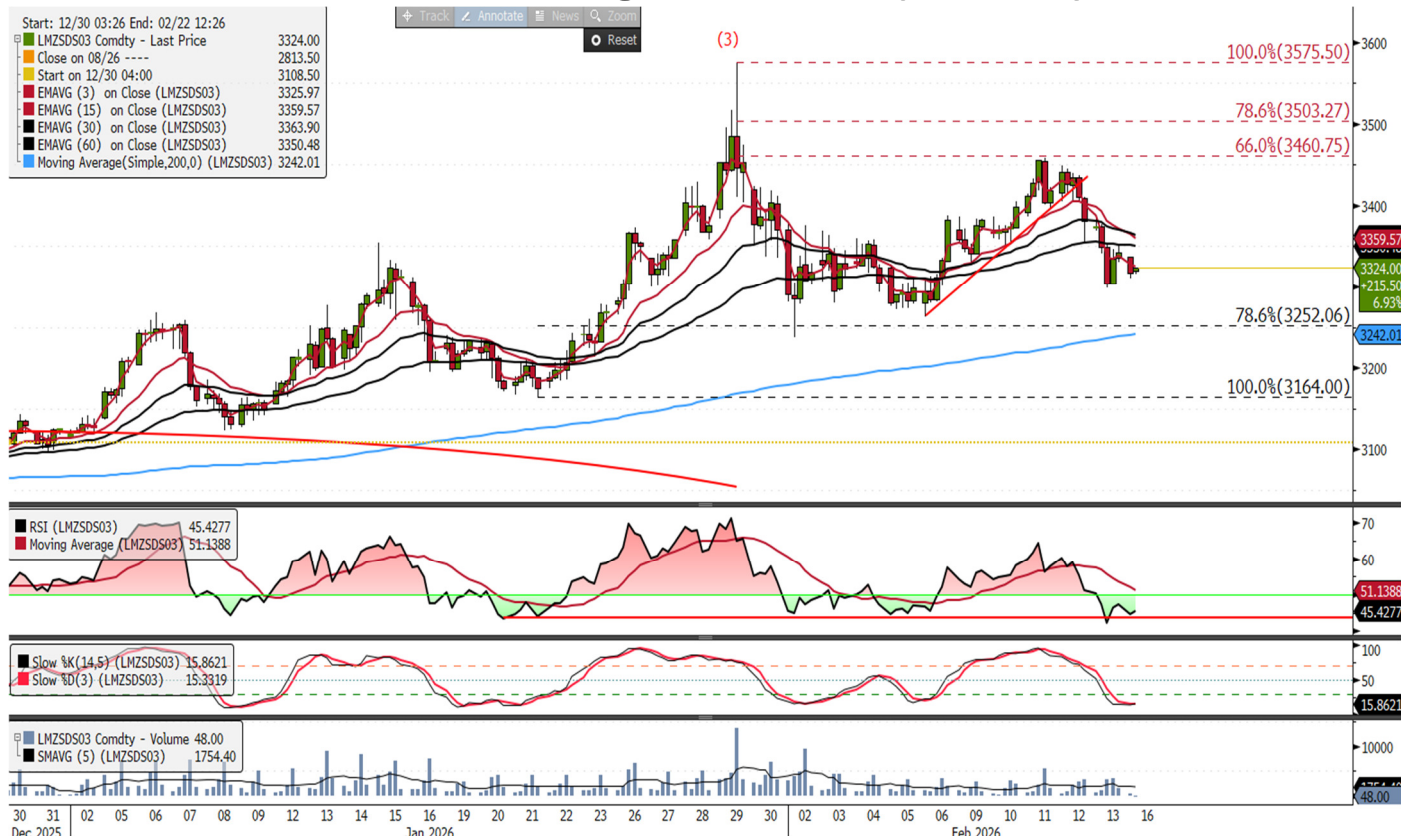 Track Annotate News Zoom
Reset
Start: 12/30 03:26 End: 02/22 12:26
LMZSDS03 Comdty - Last Price 3324.00
Close on 08/26 ---- 2813.50
Start on 12/30 04:00 3108.50
EMAVG (3) on Close (LMZSDS03) 3325.97
EMAVG (15) on Close (LMZSDS03) 3359.57
EMAVG (30) on Close (LMZSDS03) 3363.90
EMAVG (60) on Close (LMZSDS03) 3350.48
Moving Average(Simple,200,0) (LMZSDS03) 3242.01
(3)
100.0%(3575.50)
78.6%(3503.27)
66.0%(3460.75)
78.6%(3252.06)
100.0%(3164.00)
3600
3500
3400
3359.57
3324.00
+215.50
6.93%
3242.01
3200
3100
RSI (LMZSDS03) 45.4277
Moving Average (LMZSDS03) 51.1388
70
60
51.1388
45.4277
Slow %K(14,5) (LMZSDS03) 15.8621
Slow %D(3) (LMZSDS03) 15.3319
100
50
15.8621
LMZSDS03 Comdty - Volume 48.00
SMAVG (5) (LMZSDS03) 1754.40
10000
48.00
30 31 02 05 06 07 08 09 12 13 14 15 16 19 20 21 22 23 26 27 28 29 30 02 03 04 05 06 09 10 11 12 13 16
Dec 2025 Jan 2026 Feb 2026